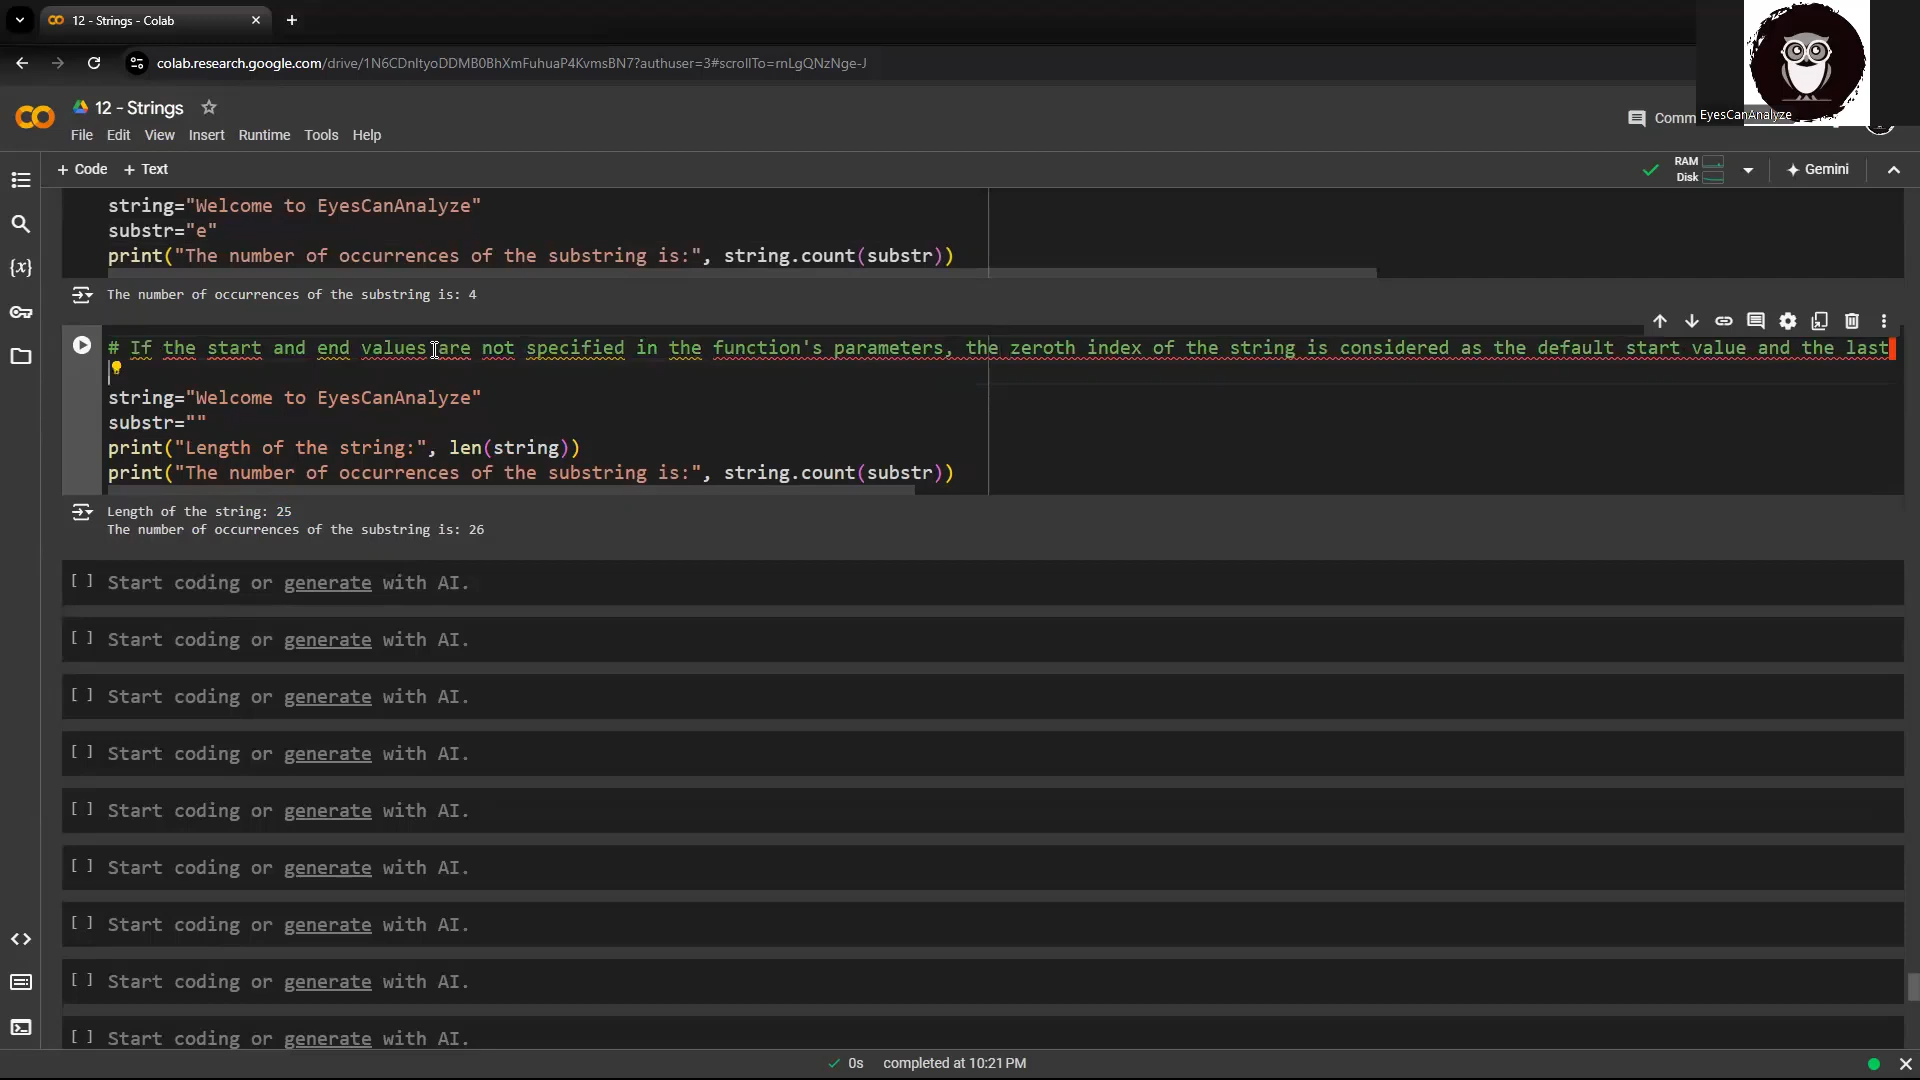 12 - Strings - Colab
colab.research.google.com/drive/1N6CDnltyoDDMB0BhXmFuhuaP4KvmsBN7?authuser=3#scrollTo=rnLgQNzNge-J
12 - Strings
File Edit View Insert Runtime Tools Help
Comm
EyesCanAnalyze
+ Code + Text
RAM
Disk
Gemini
string="Welcome to EyesCanAnalyze"
substr="e"
print("The number of occurrences of the substring is:", string.count(substr))
The number of occurrences of the substring is: 4
# If the start and end values are not specified in the function's parameters, the zeroth index of the string is considered as the default start value and the last
string="Welcome to EyesCanAnalyze"
substr=""
print("Length of the string:", len(string))
print("The number of occurrences of the substring is:", string.count(substr))
Length of the string: 25
The number of occurrences of the substring is: 26
[ ] Start coding or generate with AI.
[ ] Start coding or generate with AI.
[ ] Start coding or generate with AI.
[ ] Start coding or generate with AI.
[ ] Start coding or generate with AI.
[ ] Start coding or generate with AI.
[ ] Start coding or generate with AI.
[ ] Start coding or generate with AI.
[ ] Start coding or generate with AI.
0s completed at 10:21 PM